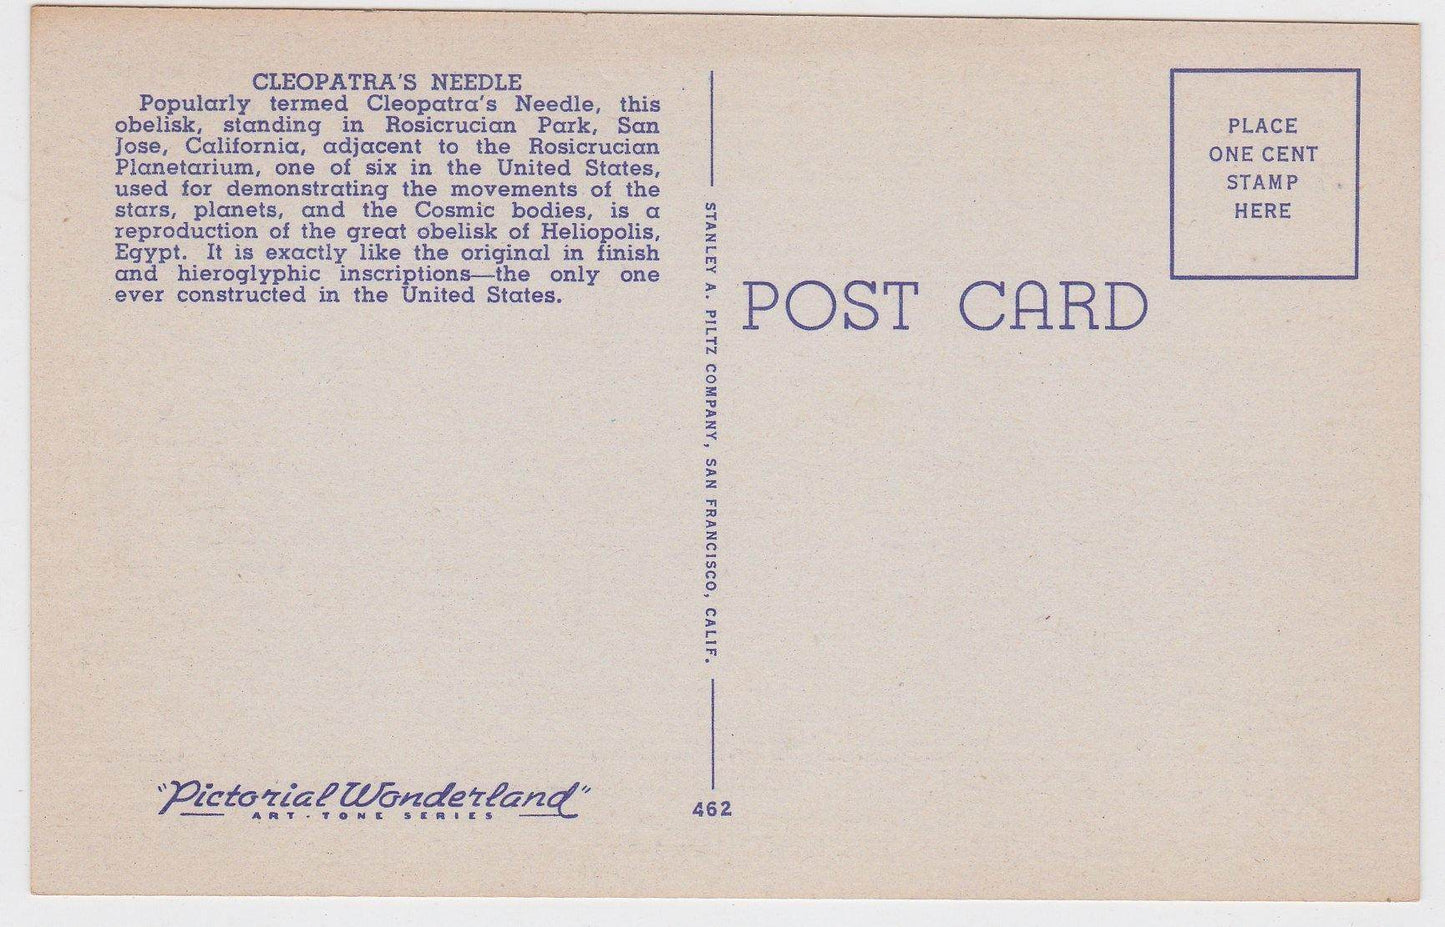 CLEOPATRA'S NEEDLE
Popularly termed Cleopatra's Needle, this
obelisk, standing in Rosicrucian Park, San
Jose, California, adjacent to the Rosicrucian
Planetarium, one of six in the United States,
used for demonstrating the movements of the
stars, planets, and the Cosmic bodies, is a
reproduction of the great obelisk of Heliopolis,
Egypt. It is exactly like the original in finish
and hieroglyphic inscriptions—the only one
ever constructed in the United States.
"Pictorial Wonderland"
ART-TONE SERIES
STANLEY A. PILTZ COMPANY, SAN FRANCISCO, CALIF.
462
POST CARD
PLACE
ONE CENT
STAMP
HERE